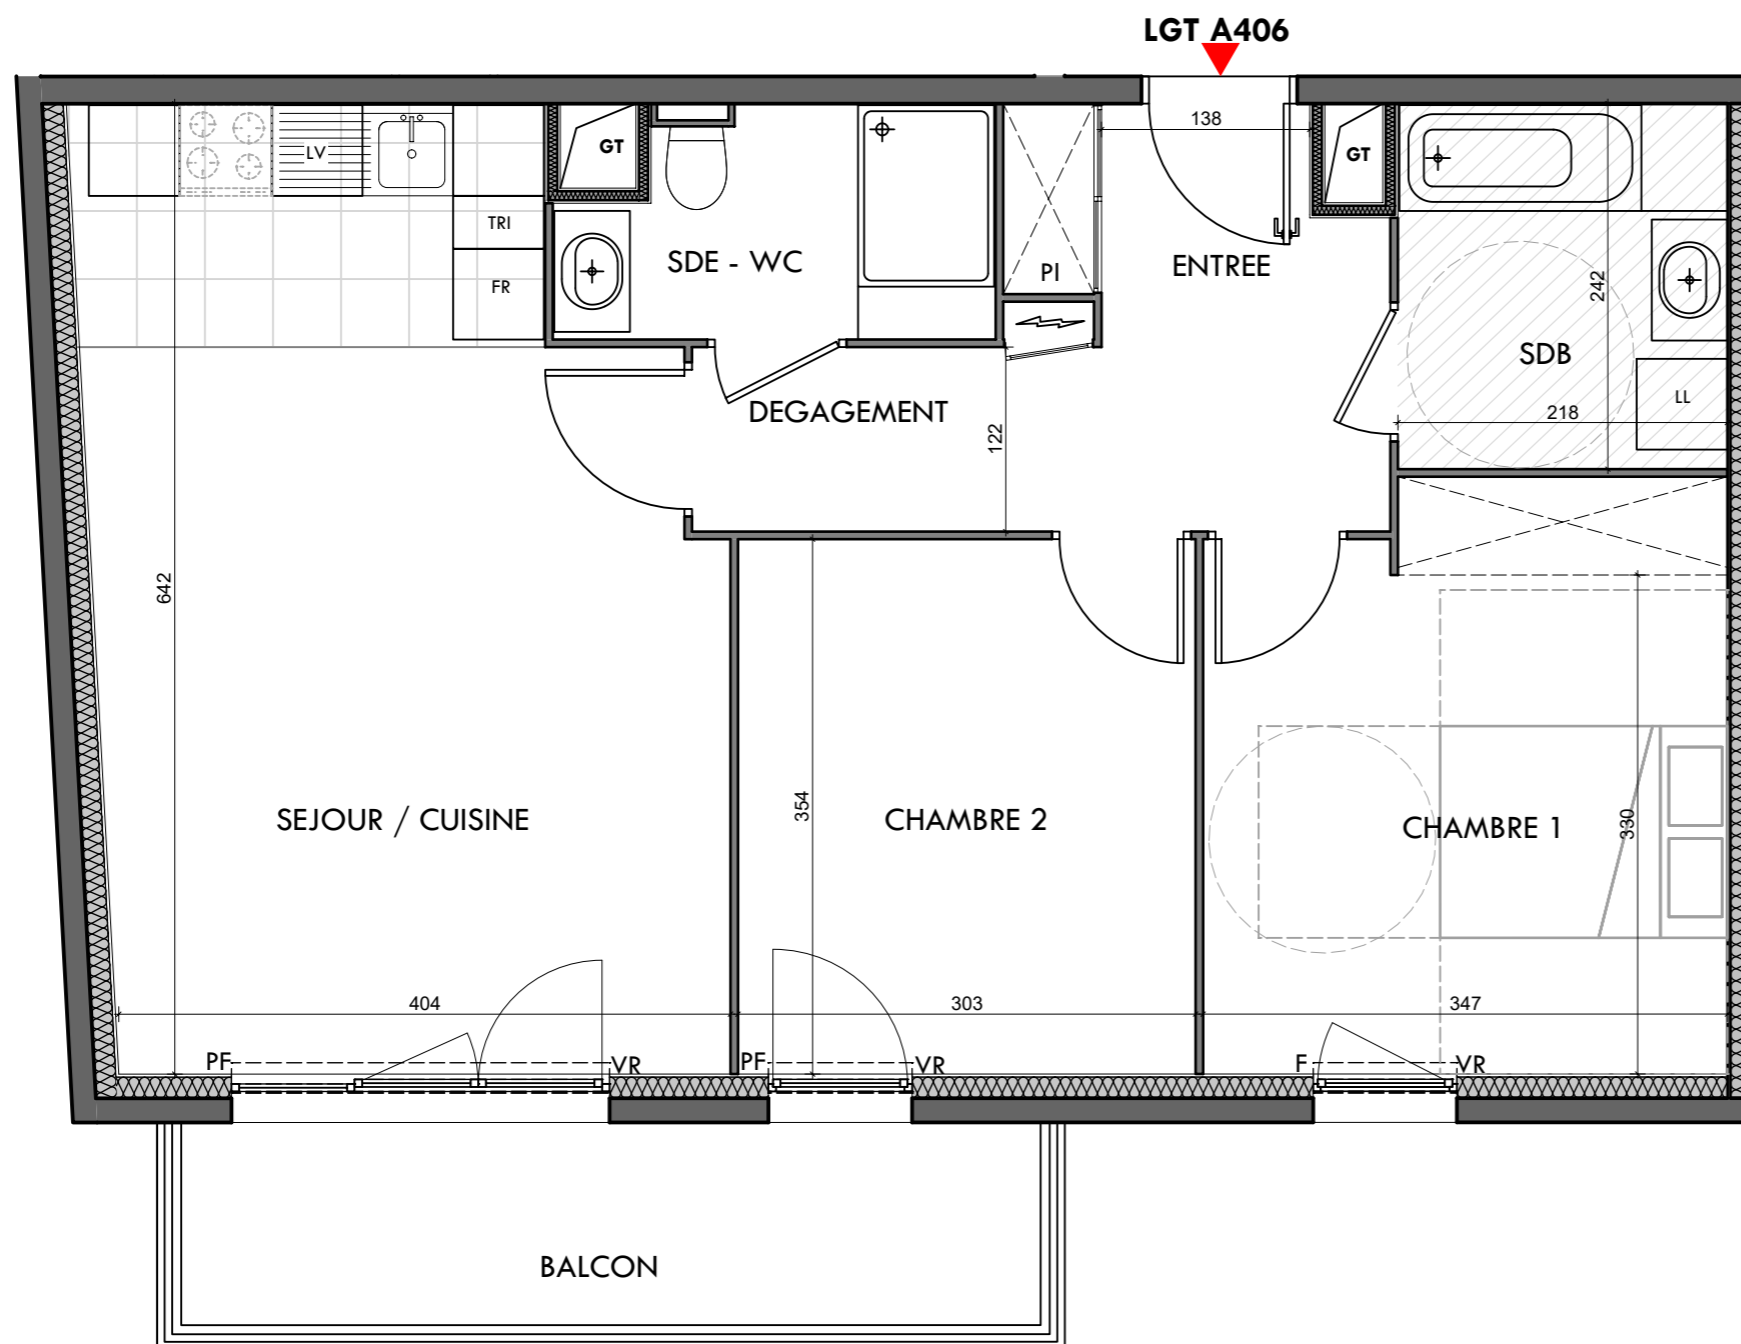 LGT A406
138
GT
GT
LV
TRI
FR
SDE - WC
PI
ENTREE
242
SDB
LL
218
DEGAGEMENT
122
642
354
330
SEJOUR / CUISINE
CHAMBRE 2
CHAMBRE 1
404
303
347
PF
VR
PF
VR
F
VR
BALCON